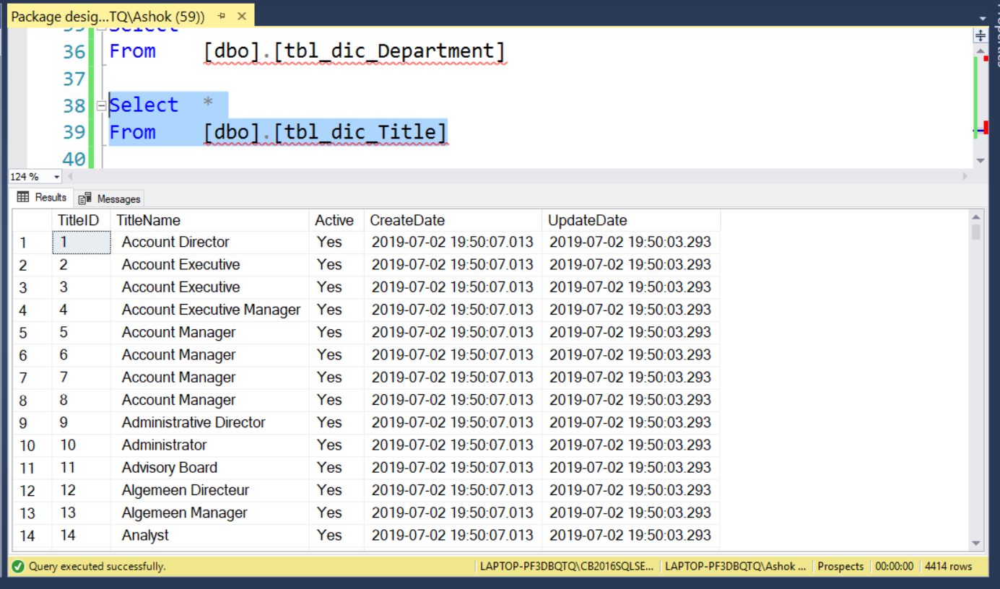 Package desig...TQ\Ashok (59))
36 From [dbo].[tbl_dic_Department]
37
38 Select *
39 From [dbo].[tbl_dic_Title]
40
124 %
Results Messages
TitleID TitleName Active CreateDate UpdateDate
1 1 Account Director Yes 2019-07-02 19:50:07.013 2019-07-02 19:50:03.293
2 2 Account Executive Yes 2019-07-02 19:50:07.013 2019-07-02 19:50:03.293
3 3 Account Executive Yes 2019-07-02 19:50:07.013 2019-07-02 19:50:03.293
4 4 Account Executive Manager Yes 2019-07-02 19:50:07.013 2019-07-02 19:50:03.293
5 5 Account Manager Yes 2019-07-02 19:50:07.013 2019-07-02 19:50:03.293
6 6 Account Manager Yes 2019-07-02 19:50:07.013 2019-07-02 19:50:03.293
7 7 Account Manager Yes 2019-07-02 19:50:07.013 2019-07-02 19:50:03.293
8 8 Account Manager Yes 2019-07-02 19:50:07.013 2019-07-02 19:50:03.293
9 9 Administrative Director Yes 2019-07-02 19:50:07.013 2019-07-02 19:50:03.293
10 10 Administrator Yes 2019-07-02 19:50:07.013 2019-07-02 19:50:03.293
11 11 Advisory Board Yes 2019-07-02 19:50:07.013 2019-07-02 19:50:03.293
12 12 Algemeen Directeur Yes 2019-07-02 19:50:07.013 2019-07-02 19:50:03.293
13 13 Algemeen Manager Yes 2019-07-02 19:50:07.013 2019-07-02 19:50:03.293
14 14 Analyst Yes 2019-07-02 19:50:07.013 2019-07-02 19:50:03.293
Query executed successfully. LAPTOP-PF3DBQTQ\CB2016SQLSE... LAPTOP-PF3DBQTQ\Ashok ... Prospects 00:00:00 4414 rows